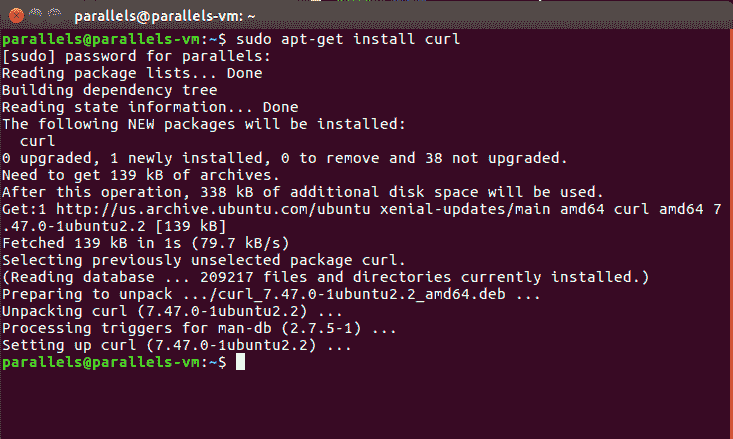 parallels@parallels-vm: ~
parallels@parallels-vm:~$ sudo apt-get install curl
[sudo] password for parallels:
Reading package lists... Done
Building dependency tree
Reading state information... Done
The following NEW packages will be installed:
  curl
0 upgraded, 1 newly installed, 0 to remove and 38 not upgraded.
Need to get 139 kB of archives.
After this operation, 338 kB of additional disk space will be used.
Get:1 http://us.archive.ubuntu.com/ubuntu xenial-updates/main amd64 curl amd64 7
.47.0-1ubuntu2.2 [139 kB]
Fetched 139 kB in 1s (79.7 kB/s)
Selecting previously unselected package curl.
(Reading database ... 209217 files and directories currently installed.)
Preparing to unpack .../curl_7.47.0-1ubuntu2.2_amd64.deb ...
Unpacking curl (7.47.0-1ubuntu2.2) ...
Processing triggers for man-db (2.7.5-1) ...
Setting up curl (7.47.0-1ubuntu2.2) ...
parallels@parallels-vm:~$